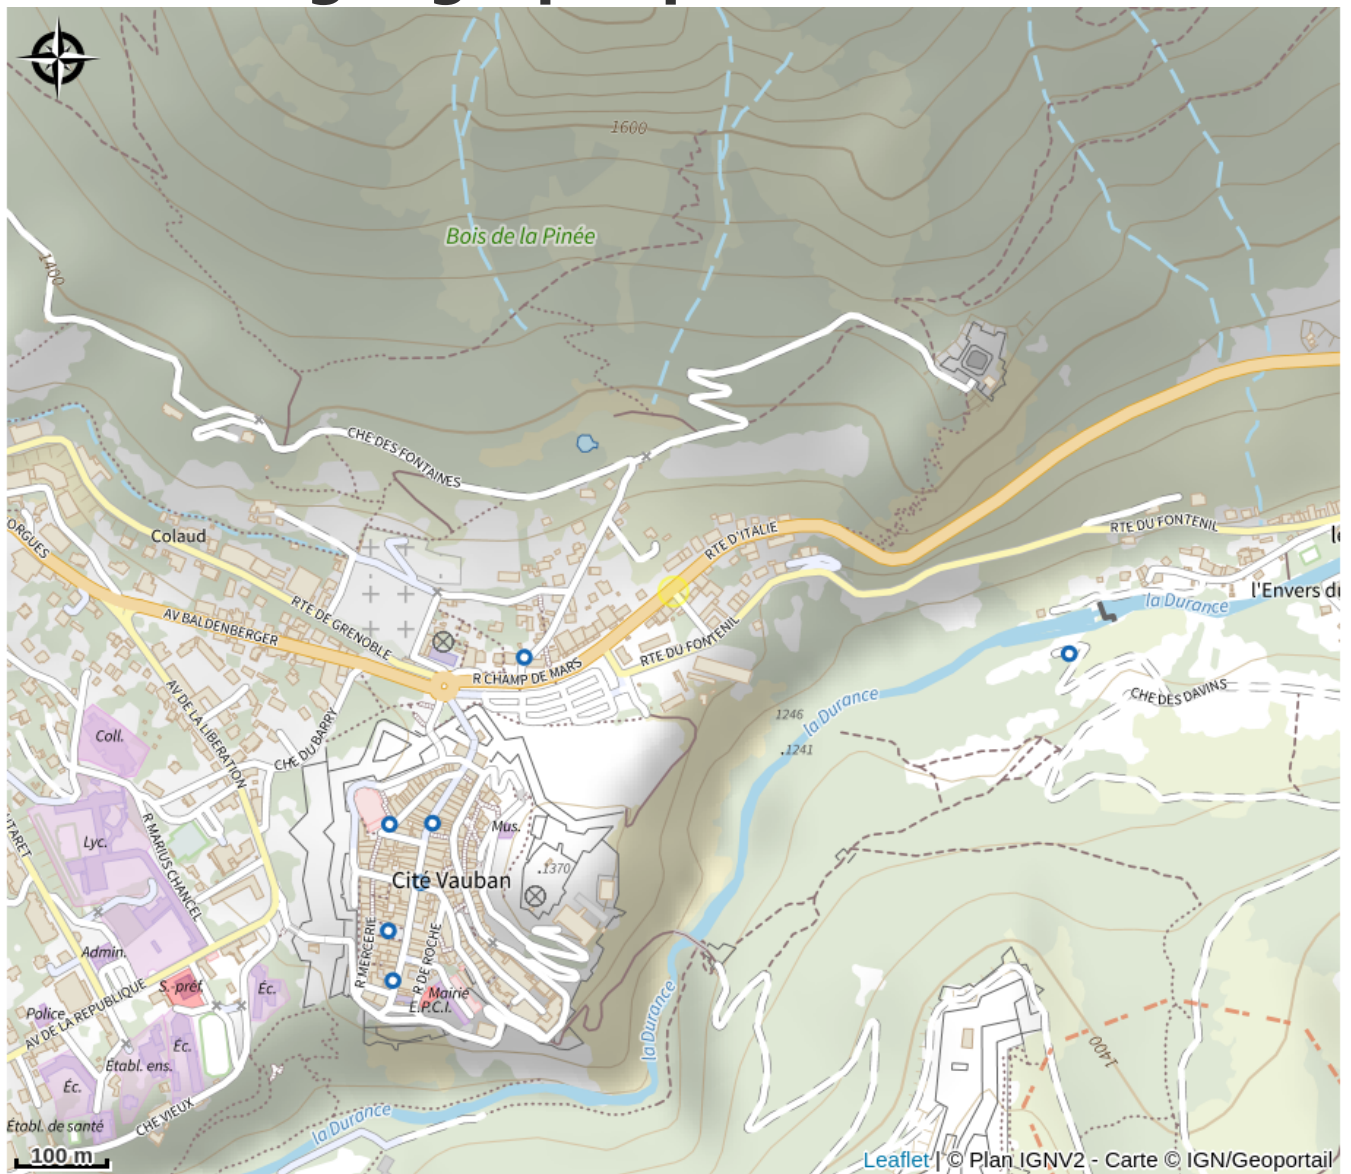 1600
Bois de la Pinée
1400
CHE DES FONTAINES
RTE D'ITALIE
RTE DU FONTENIL
Colaud
ORGUES
l'Envers du
la Durance
RTE DE GRENOBLE
AV BALDENBERGER
RTE DU FONTENIL
R CHAMP DE MARS
CHE DES DAVINS
AV DE LA LIBERATION
la Durance
1246
.1241
Coll.
CHE DU BARRY
Mus.
Lyc.
R MARIUS CHANCEL
UTARET
.1370
Cité Vauban
R MERCERIE
R DE ROCHE
Admin.
S.-préf.
Éc.
Mairie
E.P.C.I.
la Durance
Police
AV DE LA REPUBLIQUE
Éc.
Établ. ens.
1400
Éc.
CHE VIEUX
Établ. de santé
la Durance
100 m
Leaflet | © Plan IGNV2 - Carte © IGN/Geoportail